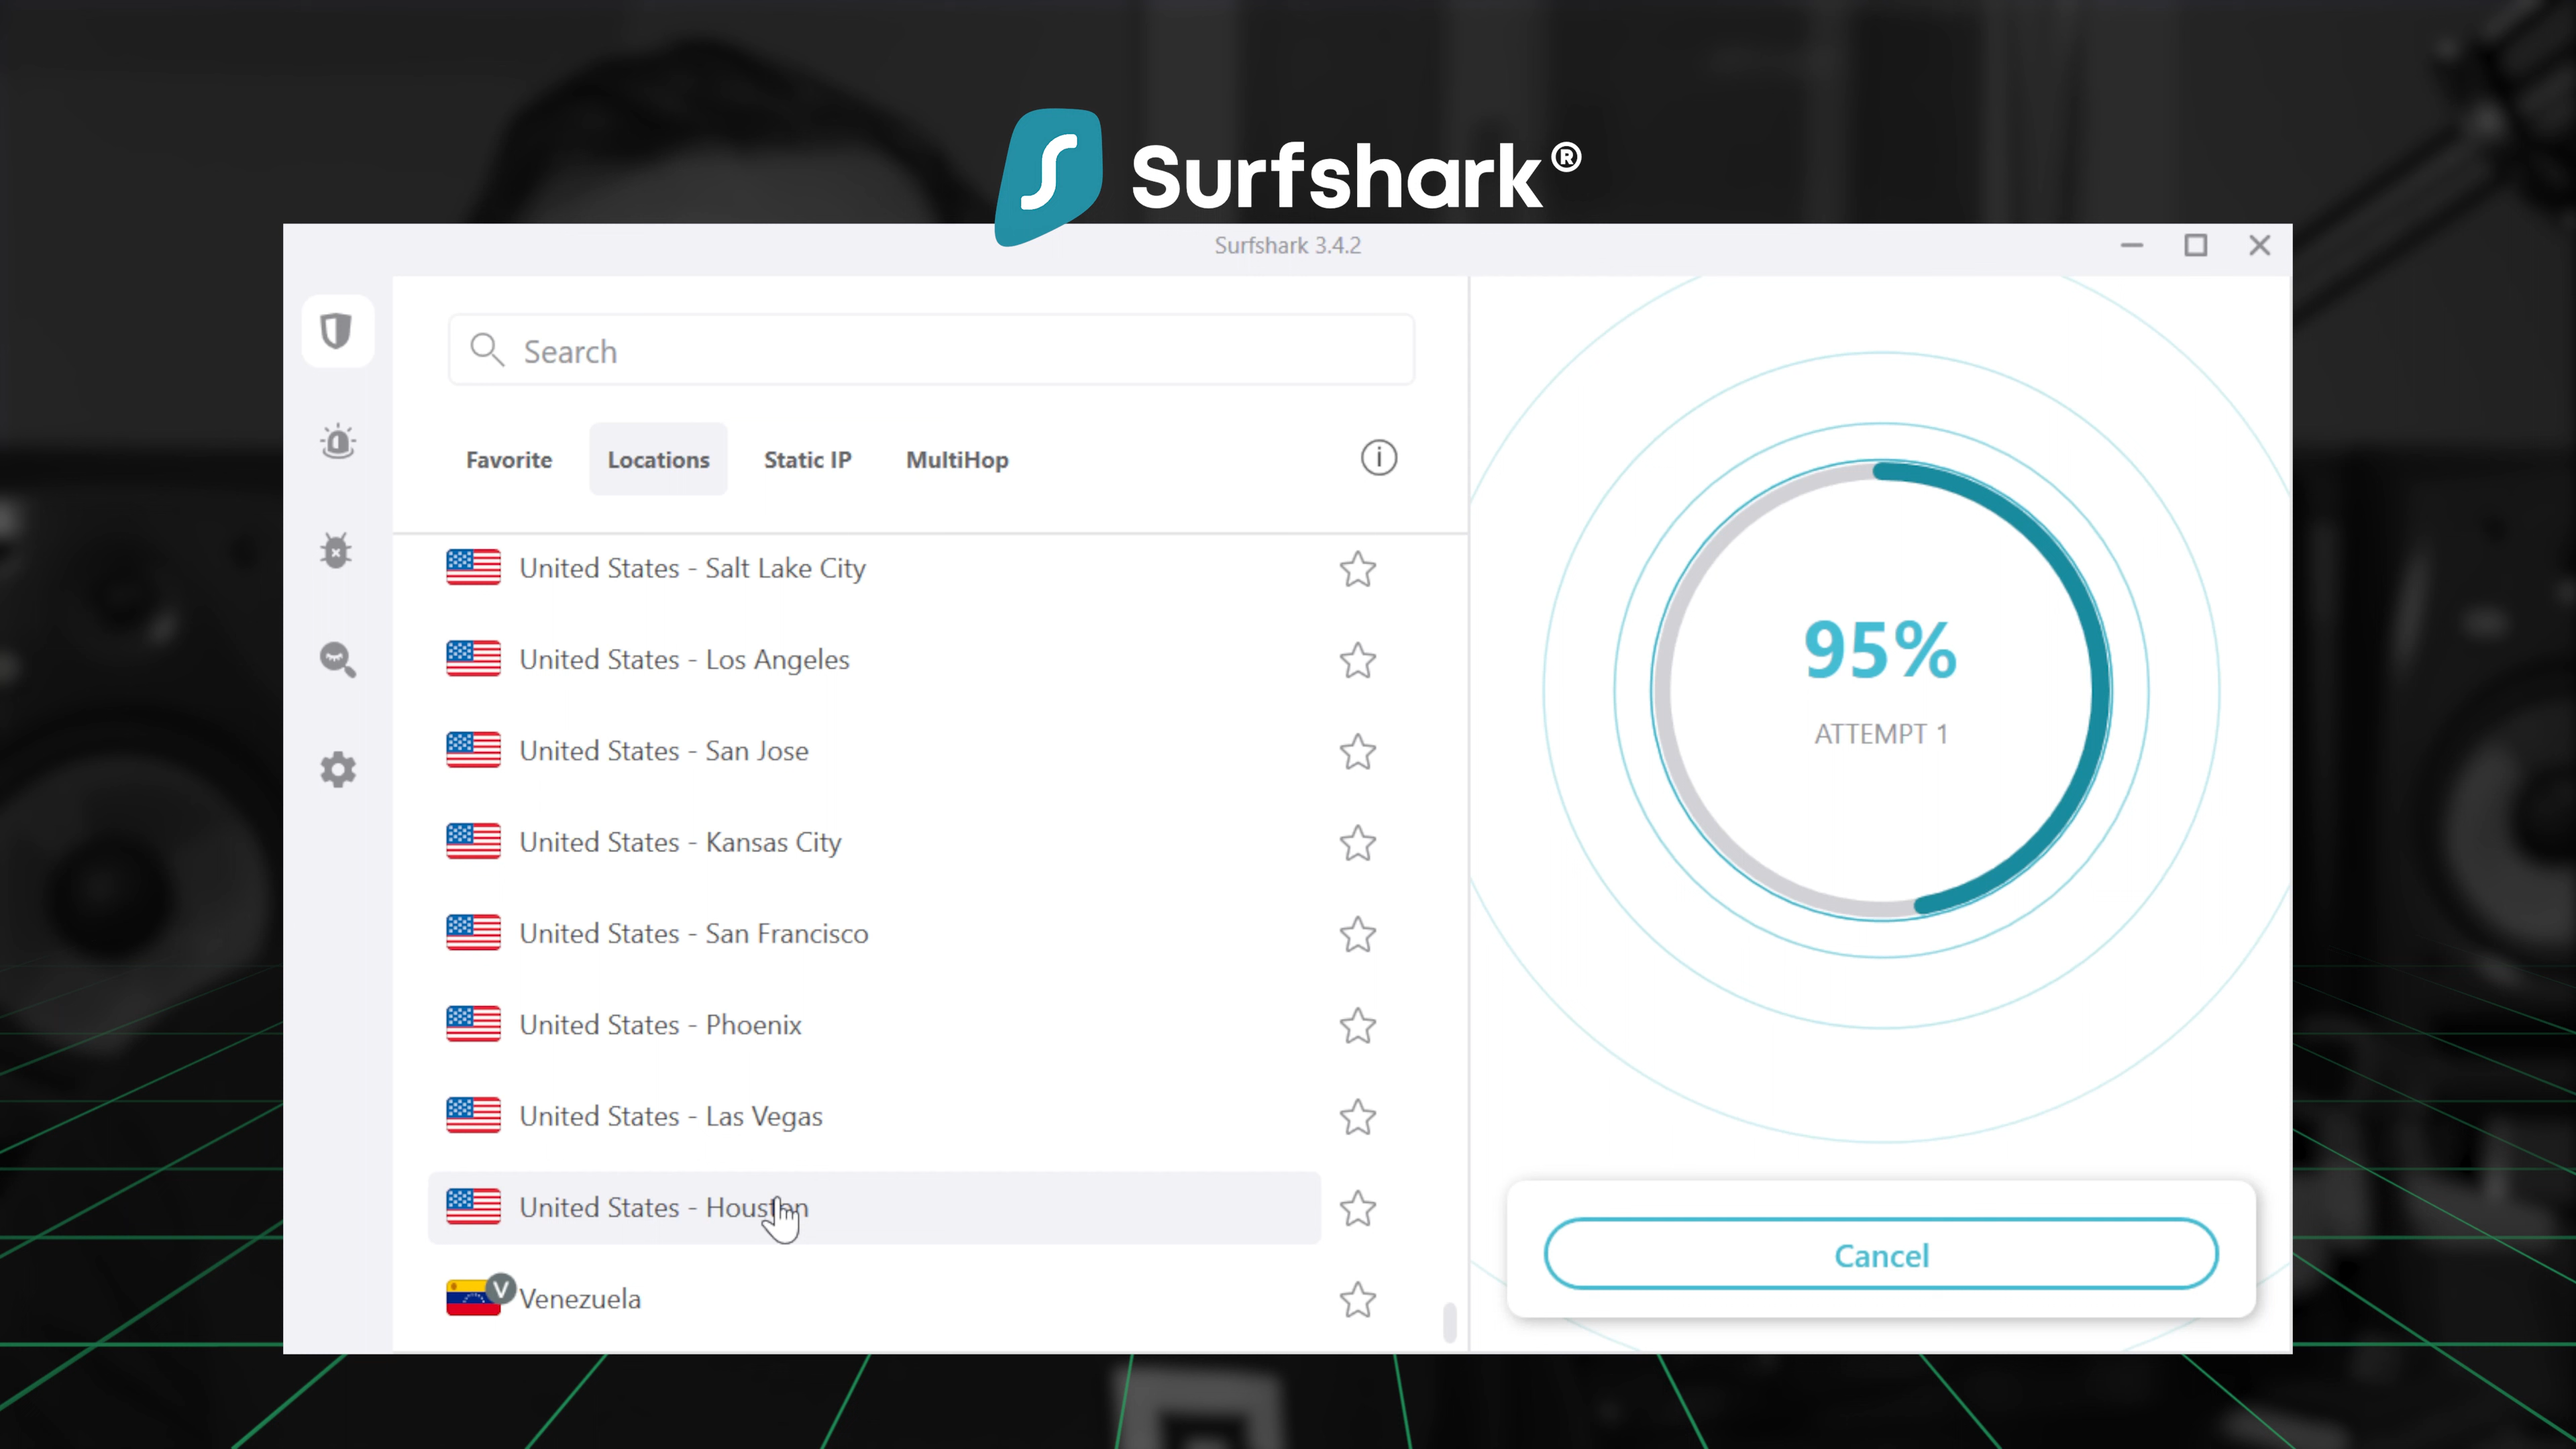 Surfshark®
Surfshark 3.4.2
Search
Favorite
Locations
Static IP
MultiHop
United States - Salt Lake City
United States - Los Angeles
United States - San Jose
United States - Kansas City
United States - San Francisco
United States - Phoenix
United States - Las Vegas
United States - Houston
V
Venezuela
95%
ATTEMPT 1
Cancel